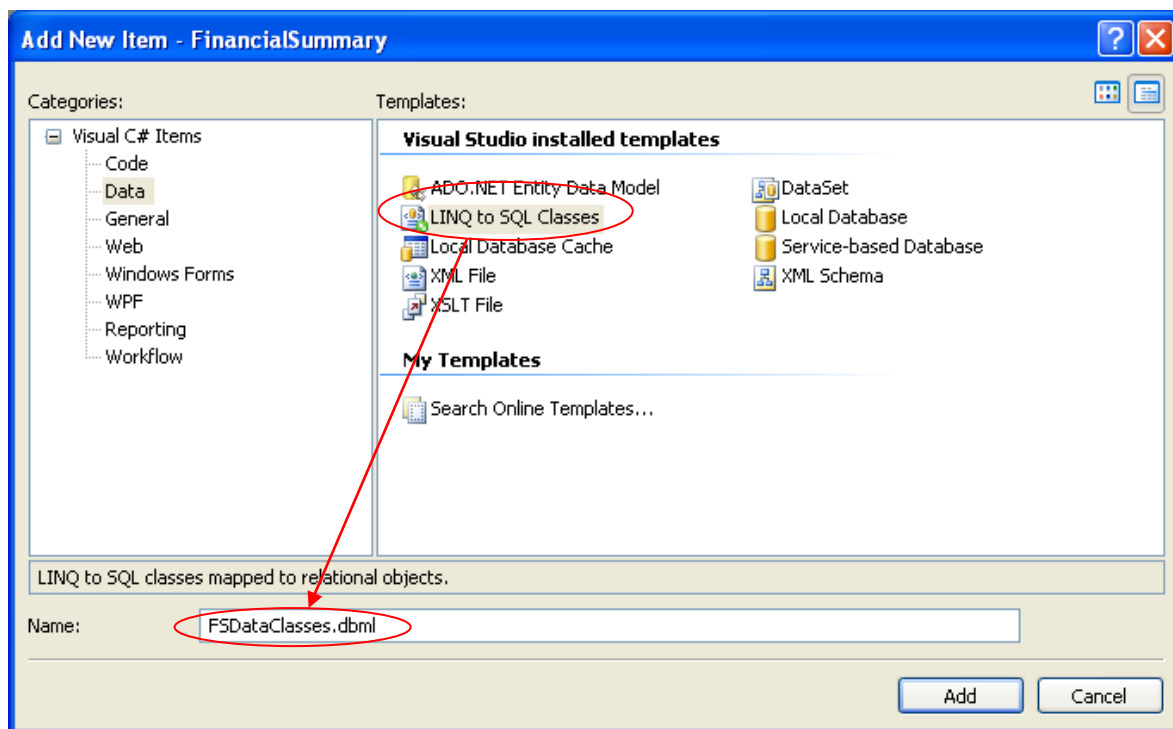 Add New Item - FinancialSummary
Categories:
Templates:
Visual C# Items
Code
Data
General
Web
Windows Forms
WPF
Reporting
Workflow
Visual Studio installed templates
ADO.NET Entity Data Model
DataSet
LINQ to SQL Classes
Local Database
Local Database Cache
Service-based Database
XML File
XML Schema
XSLT File
My Templates
Search Online Templates...
LINQ to SQL classes mapped to relational objects.
Name:
FSDataClasses.dbml
Add
Cancel